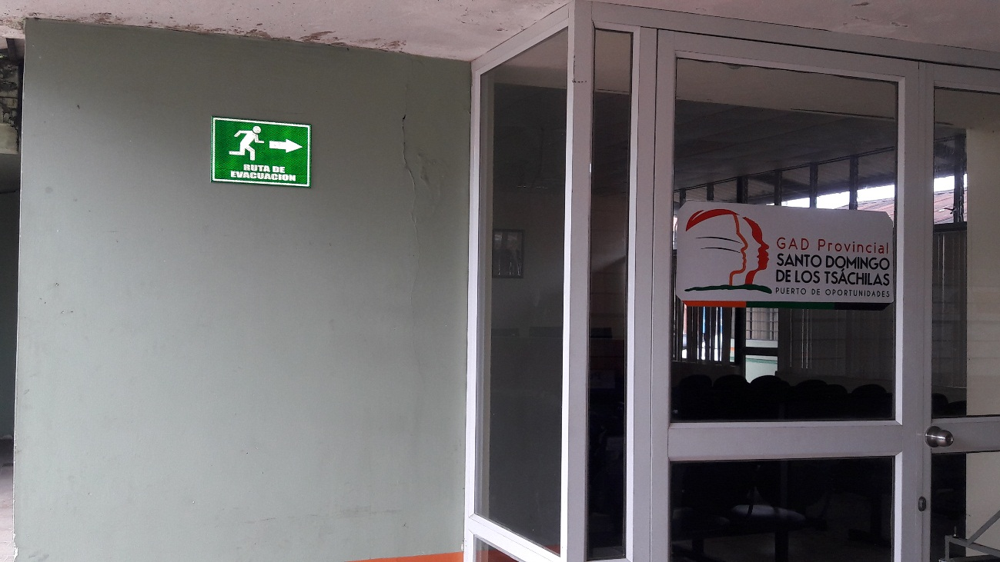 RUTA DE
EVACUACION
GAD Provincial
SANTO DOMINGO
DE LOS TSÁCHILAS
PUERTO DE OPORTUNIDADES